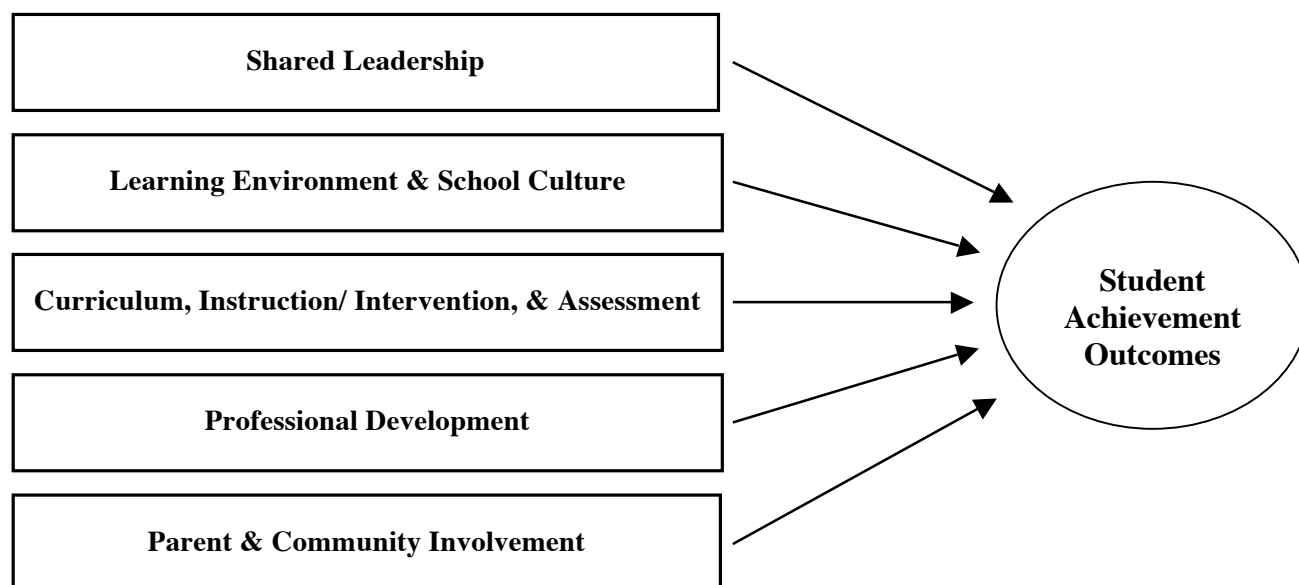 Shared Leadership
Learning Environment & School Culture
Curriculum, Instruction/ Intervention, & Assessment
Professional Development
Parent & Community Involvement
Student
Achievement
Outcomes